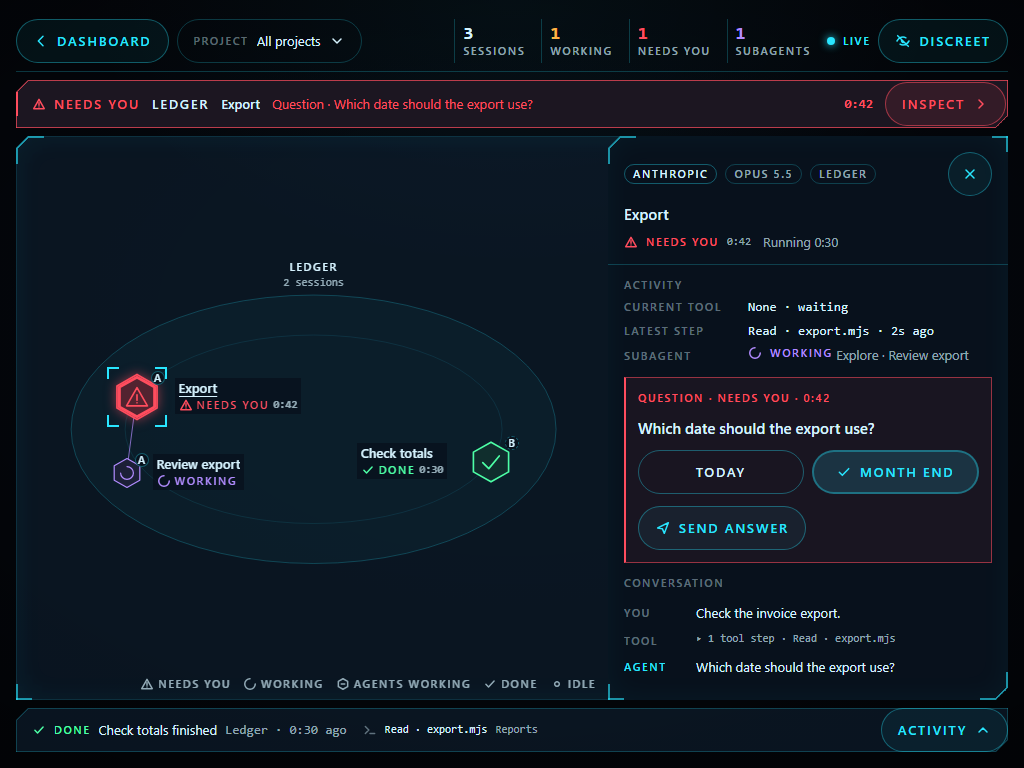 DASHBOARD
PROJECT All projects
3 SESSIONS
1 WORKING
1 NEEDS YOU
1 SUBAGENTS
LIVE
DISCREET
NEEDS YOU LEDGER Export Question · Which date should the export use? 0:42 INSPECT
LEDGER
2 sessions
A
Export
NEEDS YOU 0:42
A
Review export
WORKING
B
Check totals
DONE 0:30
NEEDS YOU WORKING AGENTS WORKING DONE IDLE
ANTHROPIC OPUS 5.5 LEDGER
Export
NEEDS YOU 0:42 Running 0:30
ACTIVITY
CURRENT TOOL None · waiting
LATEST STEP Read · export.mjs · 2s ago
SUBAGENT WORKING Explore · Review export
QUESTION · NEEDS YOU · 0:42
Which date should the export use?
TODAY MONTH END
SEND ANSWER
CONVERSATION
YOU Check the invoice export.
TOOL 1 tool step · Read · export.mjs
AGENT Which date should the export use?
DONE Check totals finished Ledger · 0:30 ago Read · export.mjs Reports
ACTIVITY